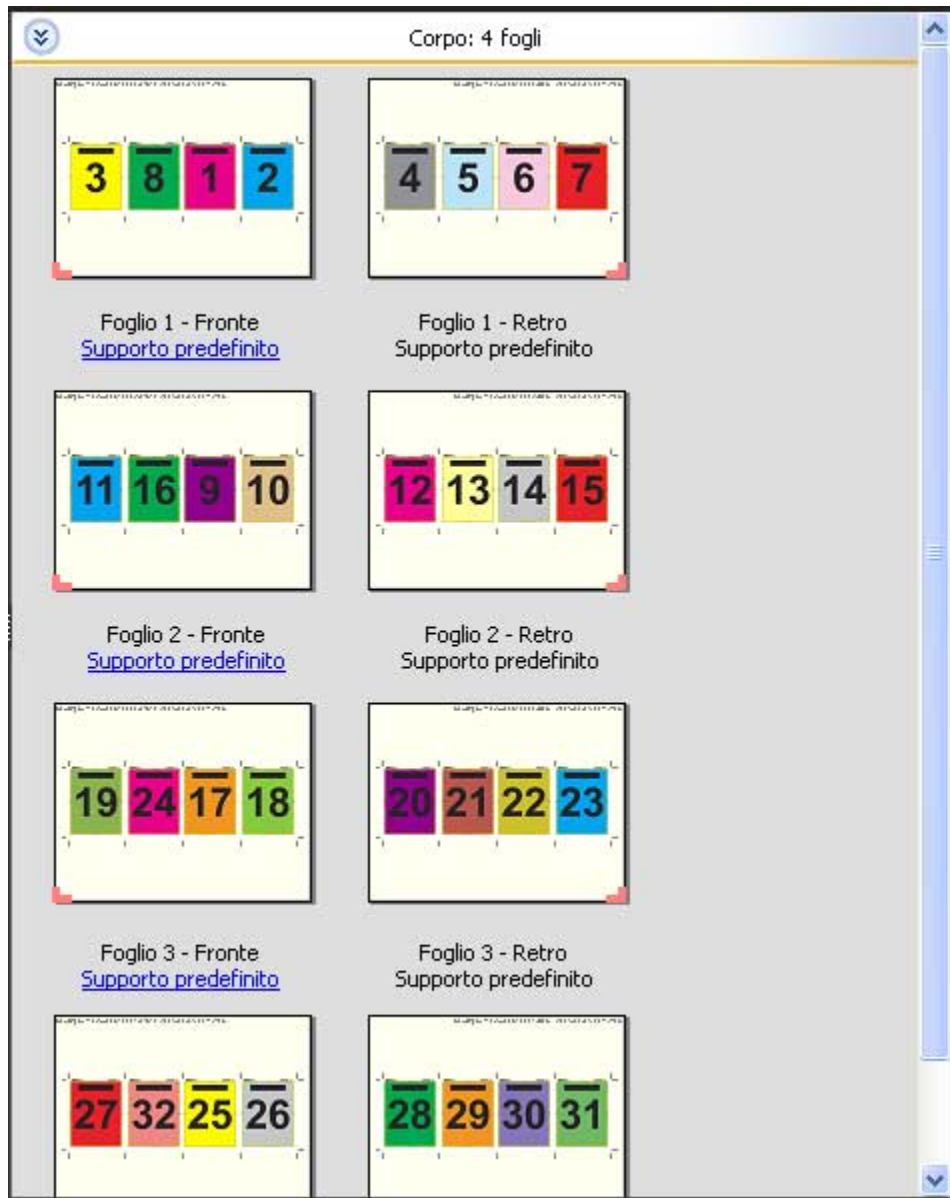 Corpo: 4 fogli
3 8 1 2
4 5 6 7
Foglio 1 - Fronte
Supporto predefinito
Foglio 1 - Retro
Supporto predefinito
11 16 9 10
12 13 14 15
Foglio 2 - Fronte
Supporto predefinito
Foglio 2 - Retro
Supporto predefinito
19 24 17 18
20 21 22 23
Foglio 3 - Fronte
Supporto predefinito
Foglio 3 - Retro
Supporto predefinito
27 32 25 26
28 29 30 31